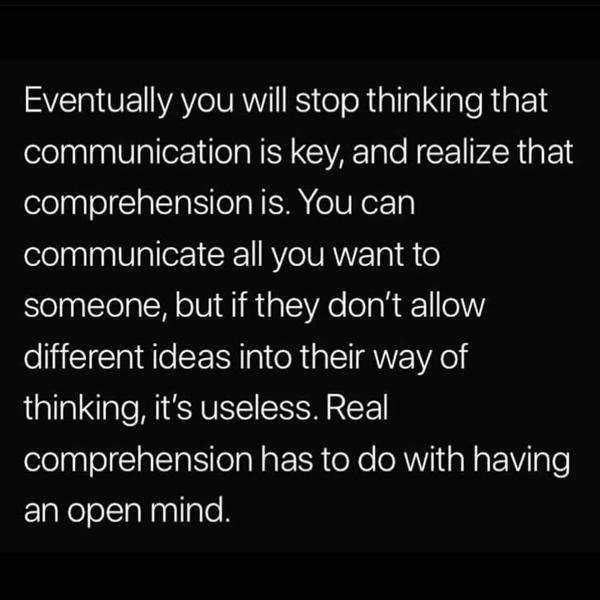 Eventually you will stop thinking that
communication is key, and realize that
comprehension is. You can
communicate all you want to
someone, but if they don’t allow
different ideas into their way of
thinking, it’s useless. Real
comprehension has to do with having
an open mind.